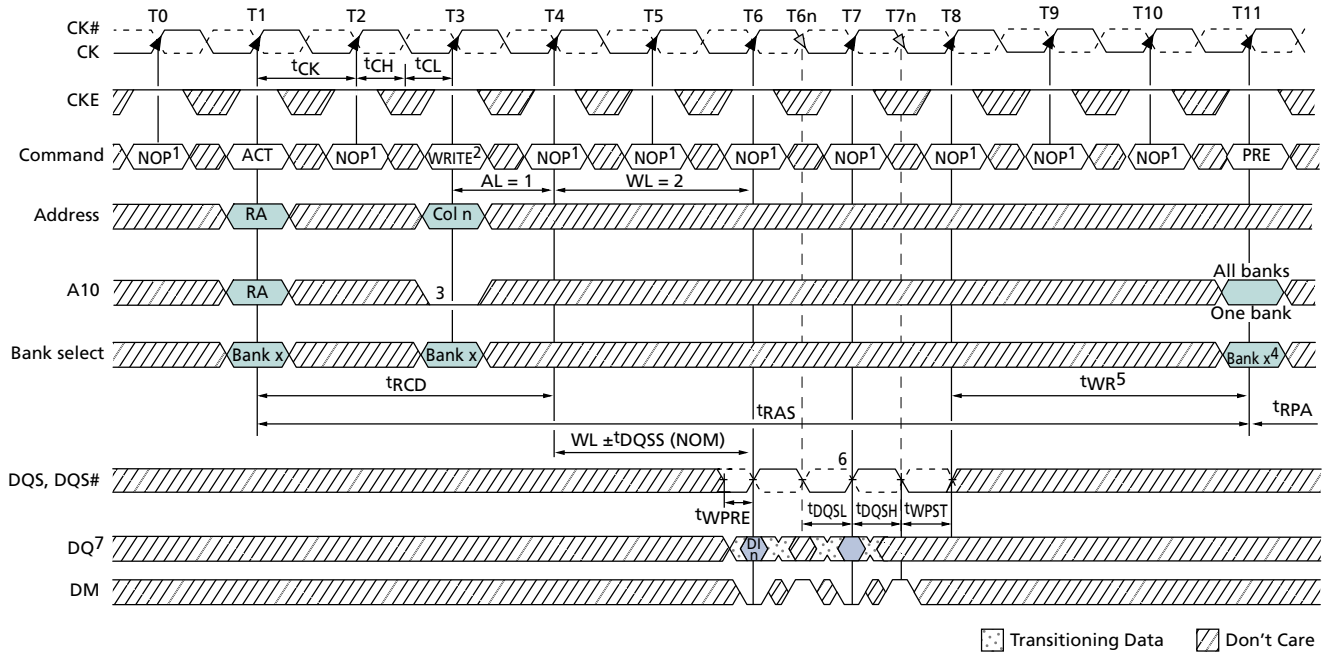 T0 T1 T2 T3 T4 T5 T6 T6n T7 T7n T8 T9 T10 T11
CK#
CK
tCK tCH tCL
CKE
Command NOP1 ACT NOP1 WRITE2 NOP1 NOP1 NOP1 NOP1 NOP1 NOP1 NOP1 PRE
AL = 1 WL = 2
Address RA Col n
All banks
A10 RA 3
One bank
Bank select Bank x Bank x Bank x4
tRCD tWR5
tRAS tRPA
WL ±tDQSS (NOM)
6
DQS, DQS#
tWPRE tDQSL tDQSH tWPST
DQ7 DI
n
DM
Transitioning Data Don't Care